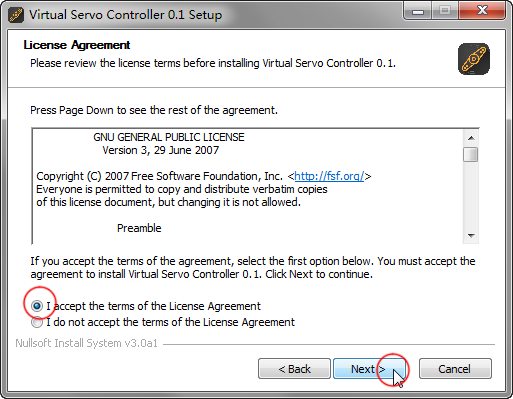 Virtual Servo Controller 0.1 Setup
License Agreement
Please review the license terms before installing Virtual Servo Controller 0.1.
Press Page Down to see the rest of the agreement.
GNU GENERAL PUBLIC LICENSE
Version 3, 29 June 2007
Copyright (C) 2007 Free Software Foundation, Inc. <http://fsf.org/>
Everyone is permitted to copy and distribute verbatim copies
of this license document, but changing it is not allowed.
Preamble
If you accept the terms of the agreement, select the first option below. You must accept the
agreement to install Virtual Servo Controller 0.1. Click Next to continue.
I accept the terms of the License Agreement
I do not accept the terms of the License Agreement
Nullsoft Install System v3.0a1
< Back Next > Cancel